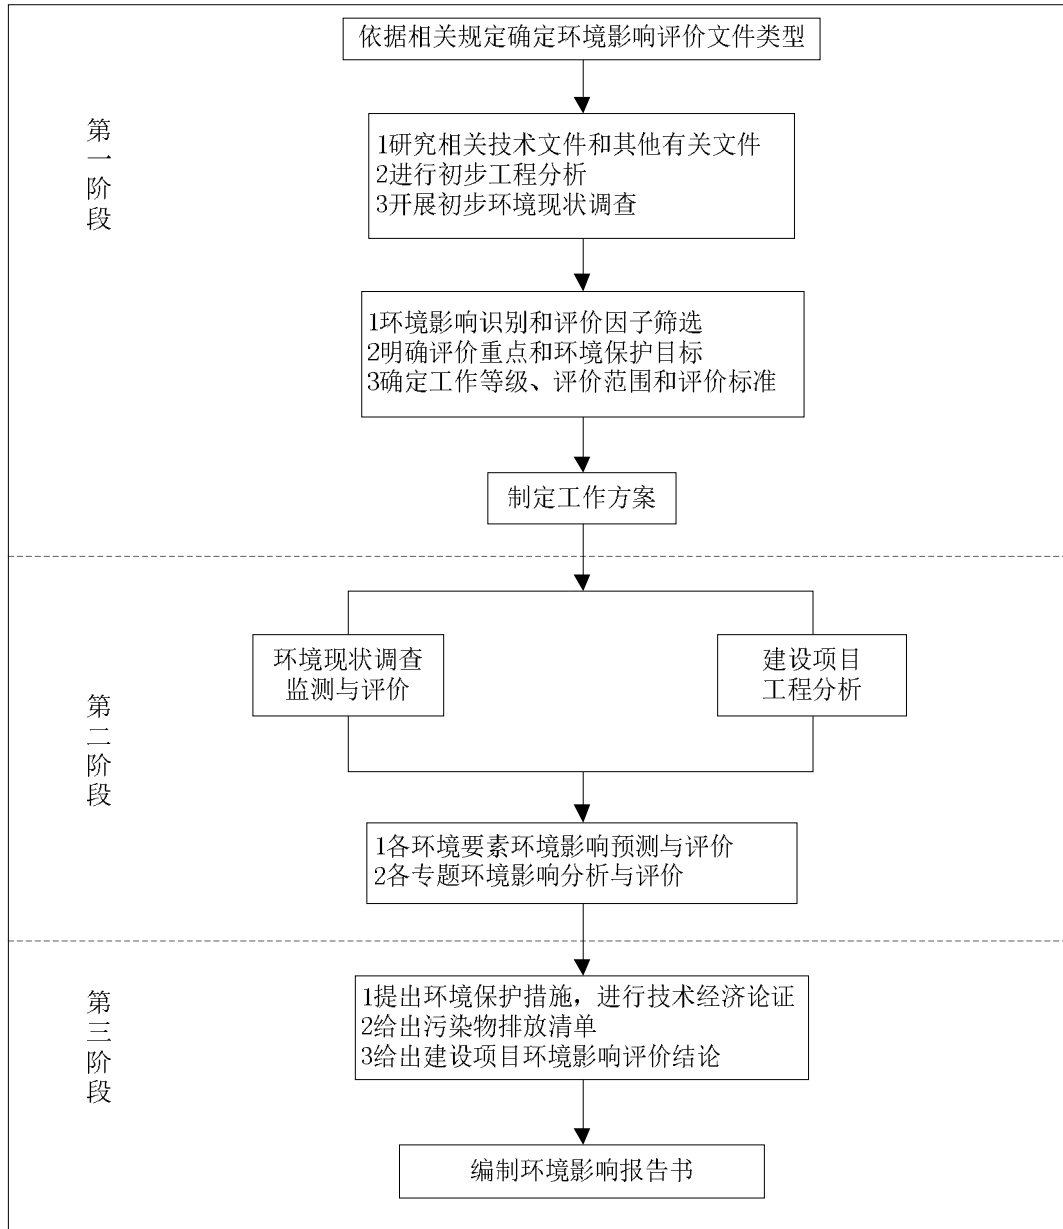 依据相关规定确定环境影响评价文件类型
第一阶段
1研究相关技术文件和其他有关文件
2进行初步工程分析
3开展初步环境现状调查
1环境影响识别和评价因子筛选
2明确评价重点和环境保护目标
3确定工作等级、评价范围和评价标准
制定工作方案
第二阶段
环境现状调查
监测与评价
建设项目
工程分析
1各环境要素环境影响预测与评价
2各专题环境影响分析与评价
第三阶段
1提出环境保护措施，进行技术经济论证
2给出污染物排放清单
3给出建设项目环境影响评价结论
编制环境影响报告书